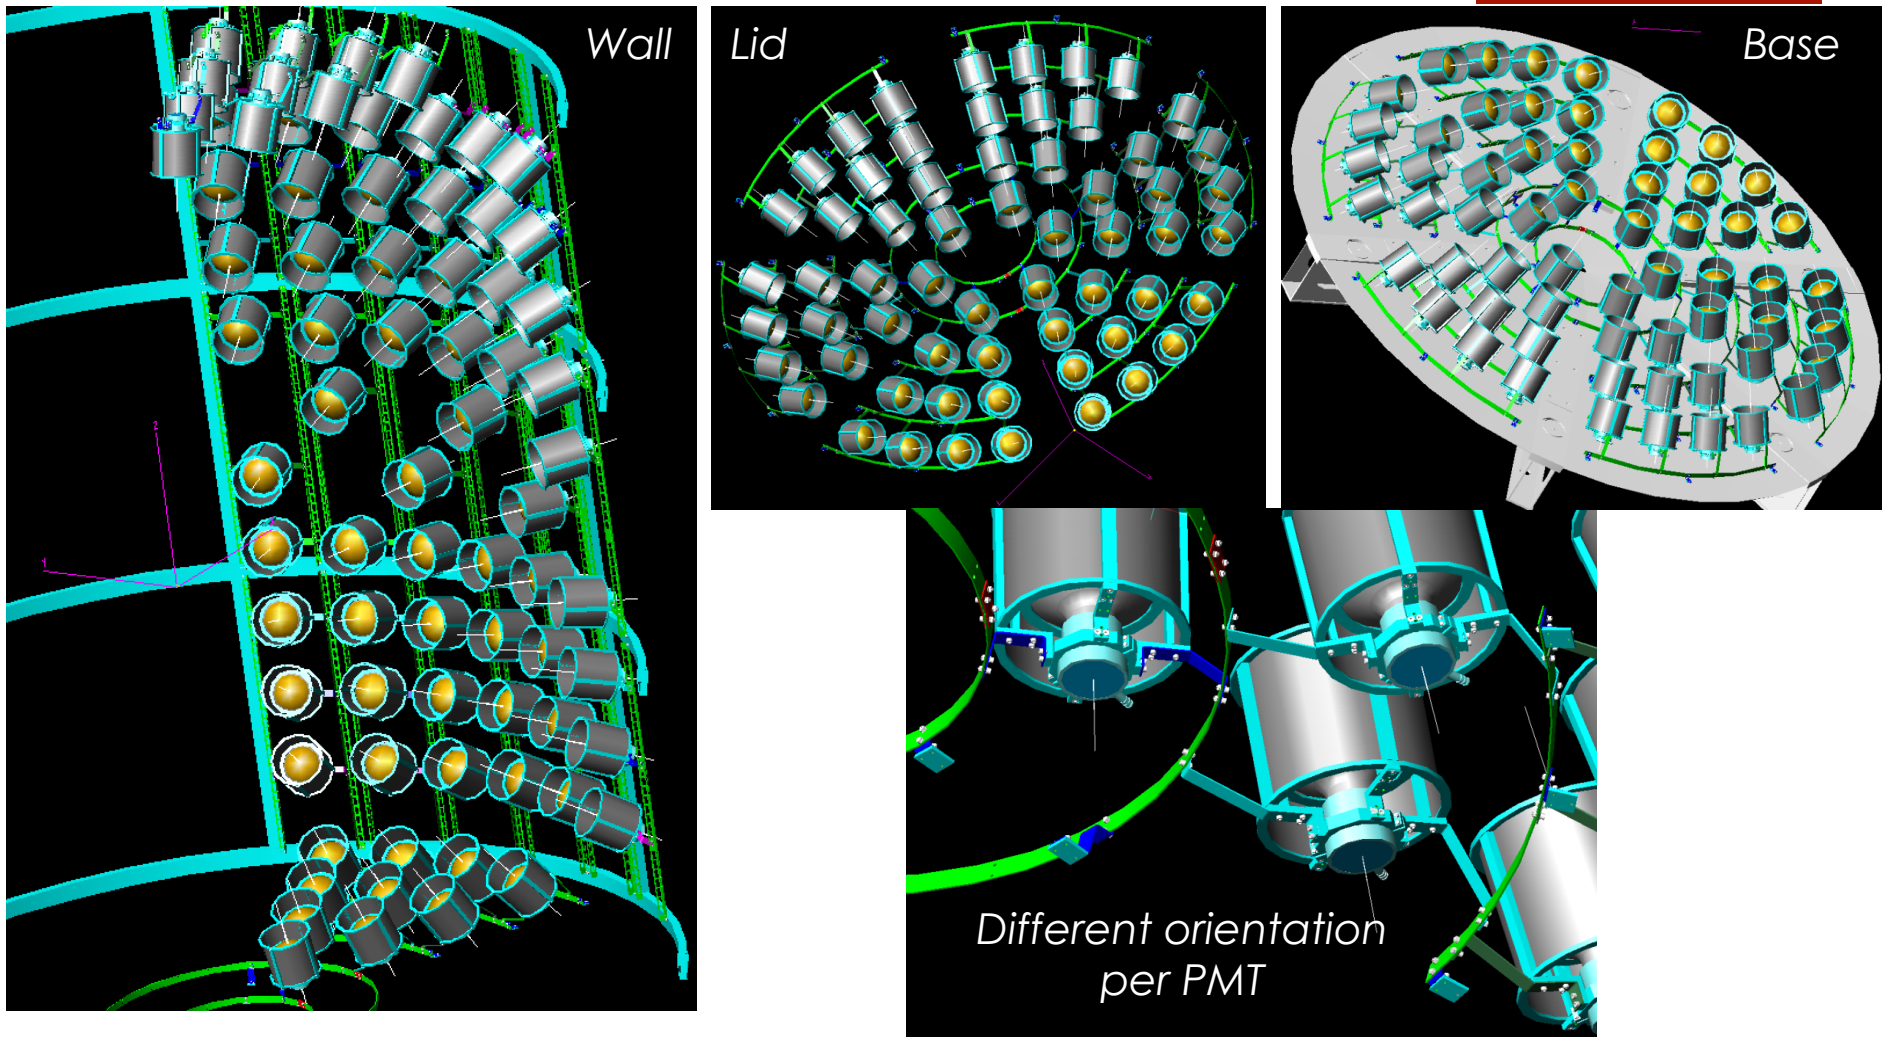 Wall
Lid
Base
Different orientation
per PMT